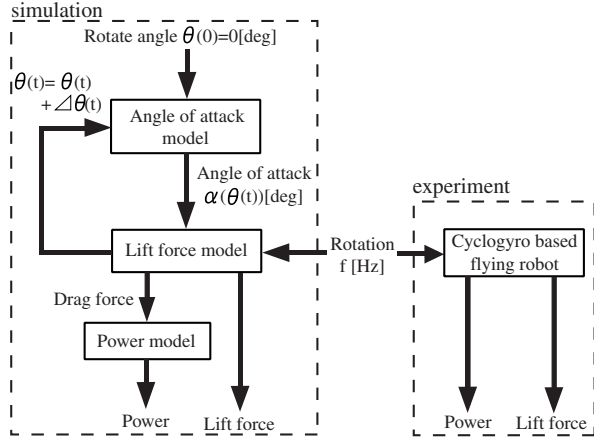 simulation
Rotate angle θ(0)=0[deg]
θ(t)= θ(t)
+⊿θ(t)
Angle of attack
model
Angle of attack
α(θ(t))[deg]
experiment
Lift force model
Rotation
f [Hz]
Cyclogyro based
flying robot
Drag force
Power model
Power
Lift force
Power
Lift force